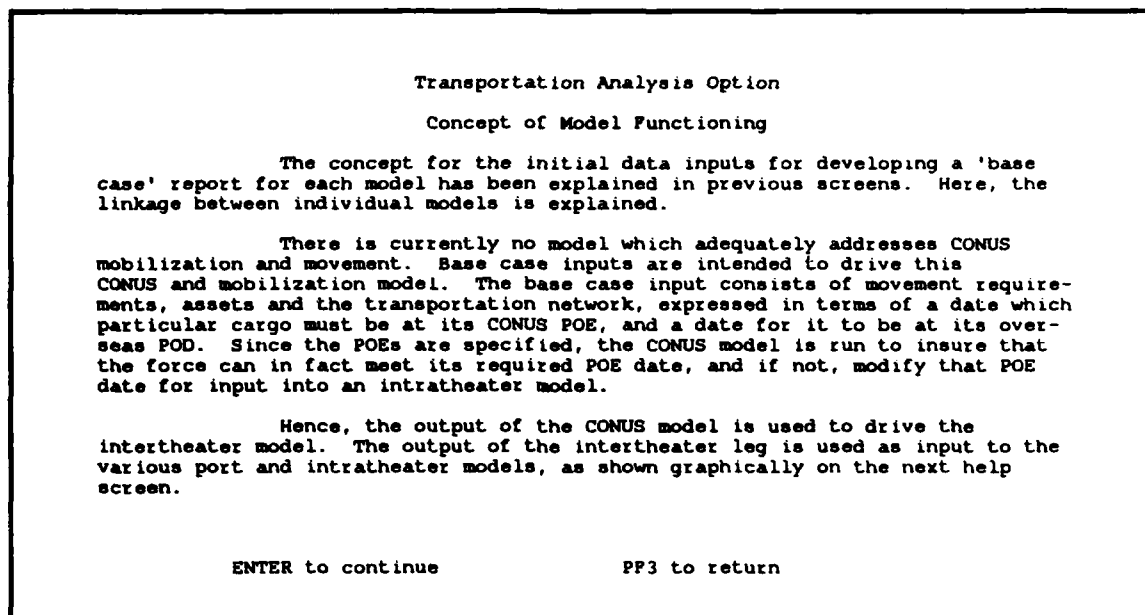 Transportation Analysis Option
Concept of Model Functioning
The concept for the initial data inputs for developing a 'base
case' report for each model has been explained in previous screens. Here, the
linkage between individual models is explained.
There is currently no model which adequately addresses CONUS
mobilization and movement. Base case inputs are intended to drive this
CONUS and mobilization model. The base case input consists of movement require-
ments, assets and the transportation network, expressed in terms of a date which
particular cargo must be at its CONUS POE, and a date for it to be at its over-
seas POD. Since the POEs are specified, the CONUS model is run to insure that
the force can in fact meet its required POE date, and if not, modify that POE
date for input into an intratheater model.
Hence, the output of the CONUS model is used to drive the
intertheater model. The output of the intertheater leg is used as input to the
various port and intratheater models, as shown graphically on the next help
screen.
ENTER to continue PF3 to return